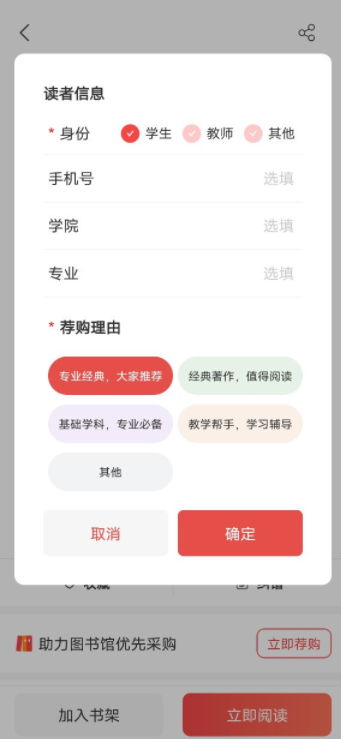 读者信息
* 身份 学生 教师 其他
手机号 选填
学院 选填
专业 选填
* 荐购理由
专业经典，大家推荐 经典著作，值得阅读
基础学科，专业必备 教学帮手，学习辅导
其他
取消 确定
收藏 纠错
助力图书馆优先采购 立即荐购
加入书架 立即阅读